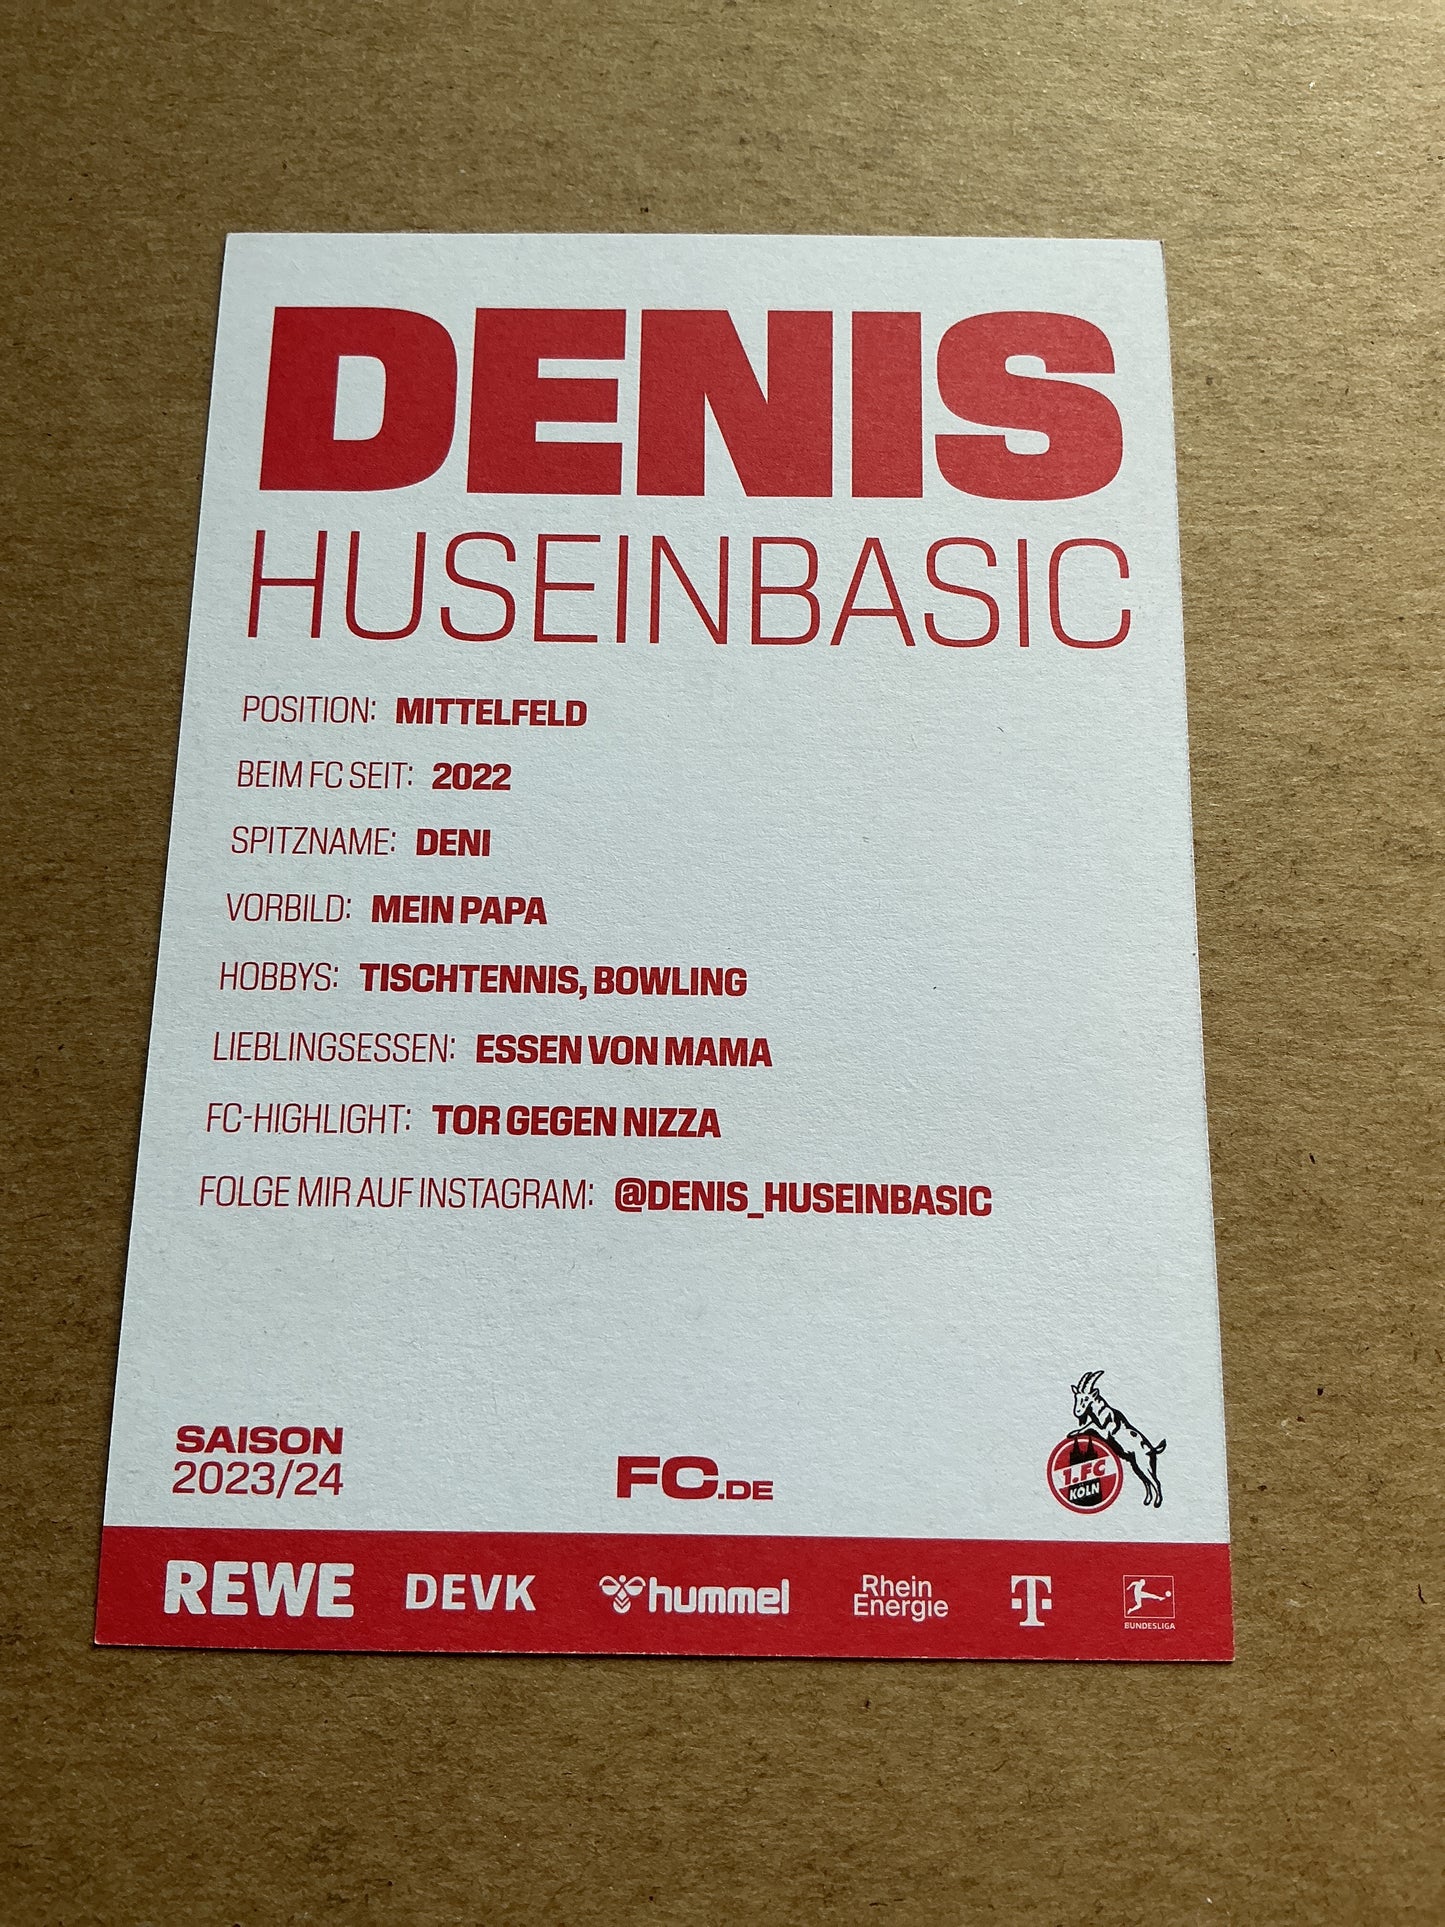 DENIS
HUSEINBASIC
POSITION: MITTELFELD
BEIM FC SEIT: 2022
SPITZNAME: DENI
VORBILD: MEIN PAPA
HOBBYS: TISCHTENNIS, BOWLING
LIEBLINGSESSEN: ESSEN VON MAMA
FC-HIGHLIGHT: TOR GEGEN NIZZA
FOLGE MIR AUF INSTAGRAM: @DENIS_HUSEINBASIC
SAISON
2023/24
FC.DE
1.FC
KÖLN
REWE
DEVK
hummel
Rhein
Energie
T
BUNDESLIGA